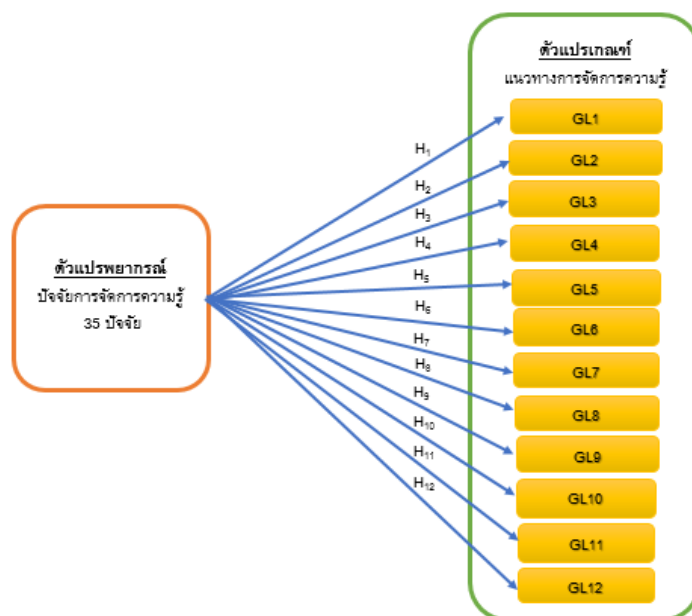 ตัวแปรเกณฑ์
แนวทางการจัดการความรู้
GL1
GL2
GL3
GL4
GL5
GL6
GL7
GL8
GL9
GL10
GL11
GL12
H₁
H₂
H₃
H₄
H₅
H₆
H₇
H₈
H₉
H₁₀
H₁₁
H₁₂
ตัวแปรพยากรณ์
ปัจจัยการจัดการความรู้
35 ปัจจัย